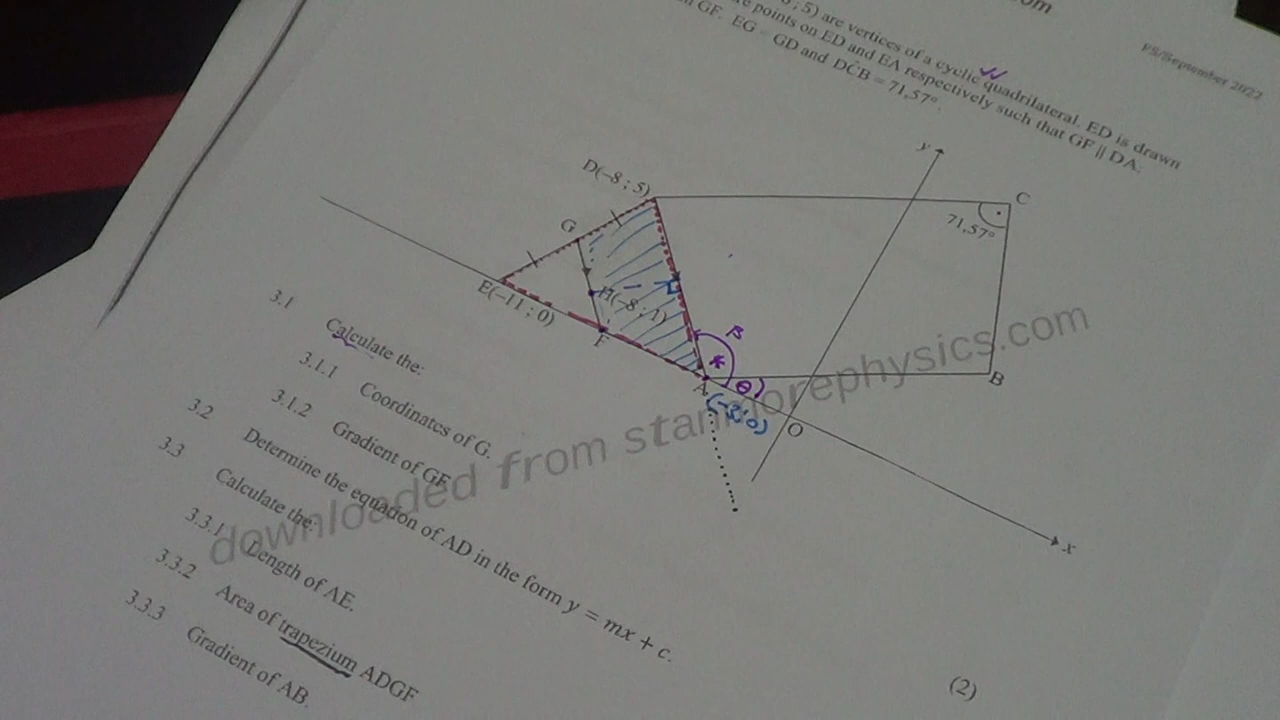 om
P5/September 2022
; 5) are vertices of a cyclic quadrilateral. ED is drawn
points on ED and EA respectively such that GF || DA.
GF. EG = GD and DĈB = 71,57°.
y
D(–8 ; 5)
C
71,57°
G
E(–11 ; 0)
H(–8 ; 1)
F
β
θ
A
B
O
x
3.1 Calculate the:
3.1.1 Coordinates of G.
3.1.2 Gradient of GF
3.2 Determine the equation of AD in the form y = mx + c.
3.3 Calculate the:
3.3.1 Length of AE.
3.3.2 Area of trapezium ADGF
3.3.3 Gradient of AB.
(2)
downloaded from stanmorephysics.com